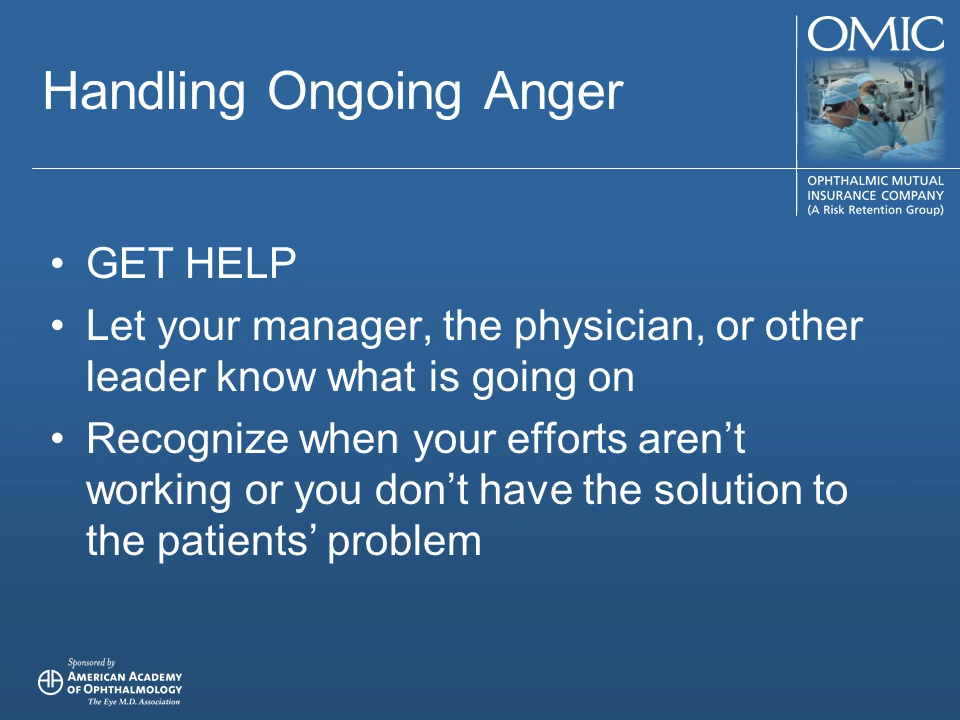 OMIC
Handling Ongoing Anger
OPHTHALMIC MUTUAL
INSURANCE COMPANY
(A Risk Retention Group)
• GET HELP
• Let your manager, the physician, or other
leader know what is going on
• Recognize when your efforts aren’t
working or you don’t have the solution to
the patients’ problem
Sponsored by
AMERICAN ACADEMY
OF OPHTHALMOLOGY
The Eye M.D. Association